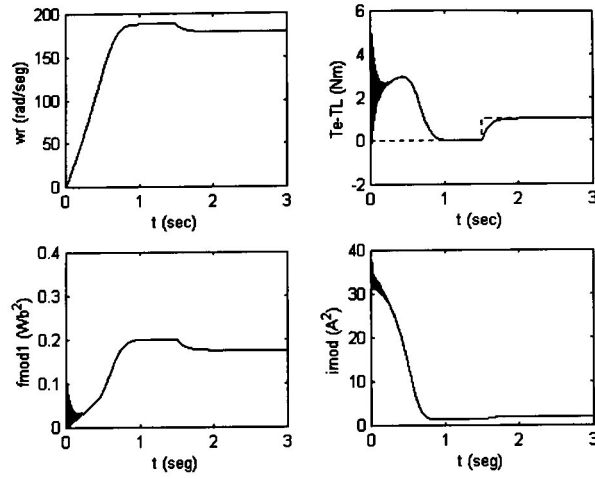 200
150
100
50
0
wr (rad/seg)
0 1 2 3
t (sec)
6
4
2
0
-2
Te-TL (Nm)
0 1 2 3
t (sec)
0.4
0.3
0.2
0.1
0
fmod1 (Wb²)
0 1 2 3
t (seg)
40
30
20
10
0
imod (A²)
0 1 2 3
t (seg)